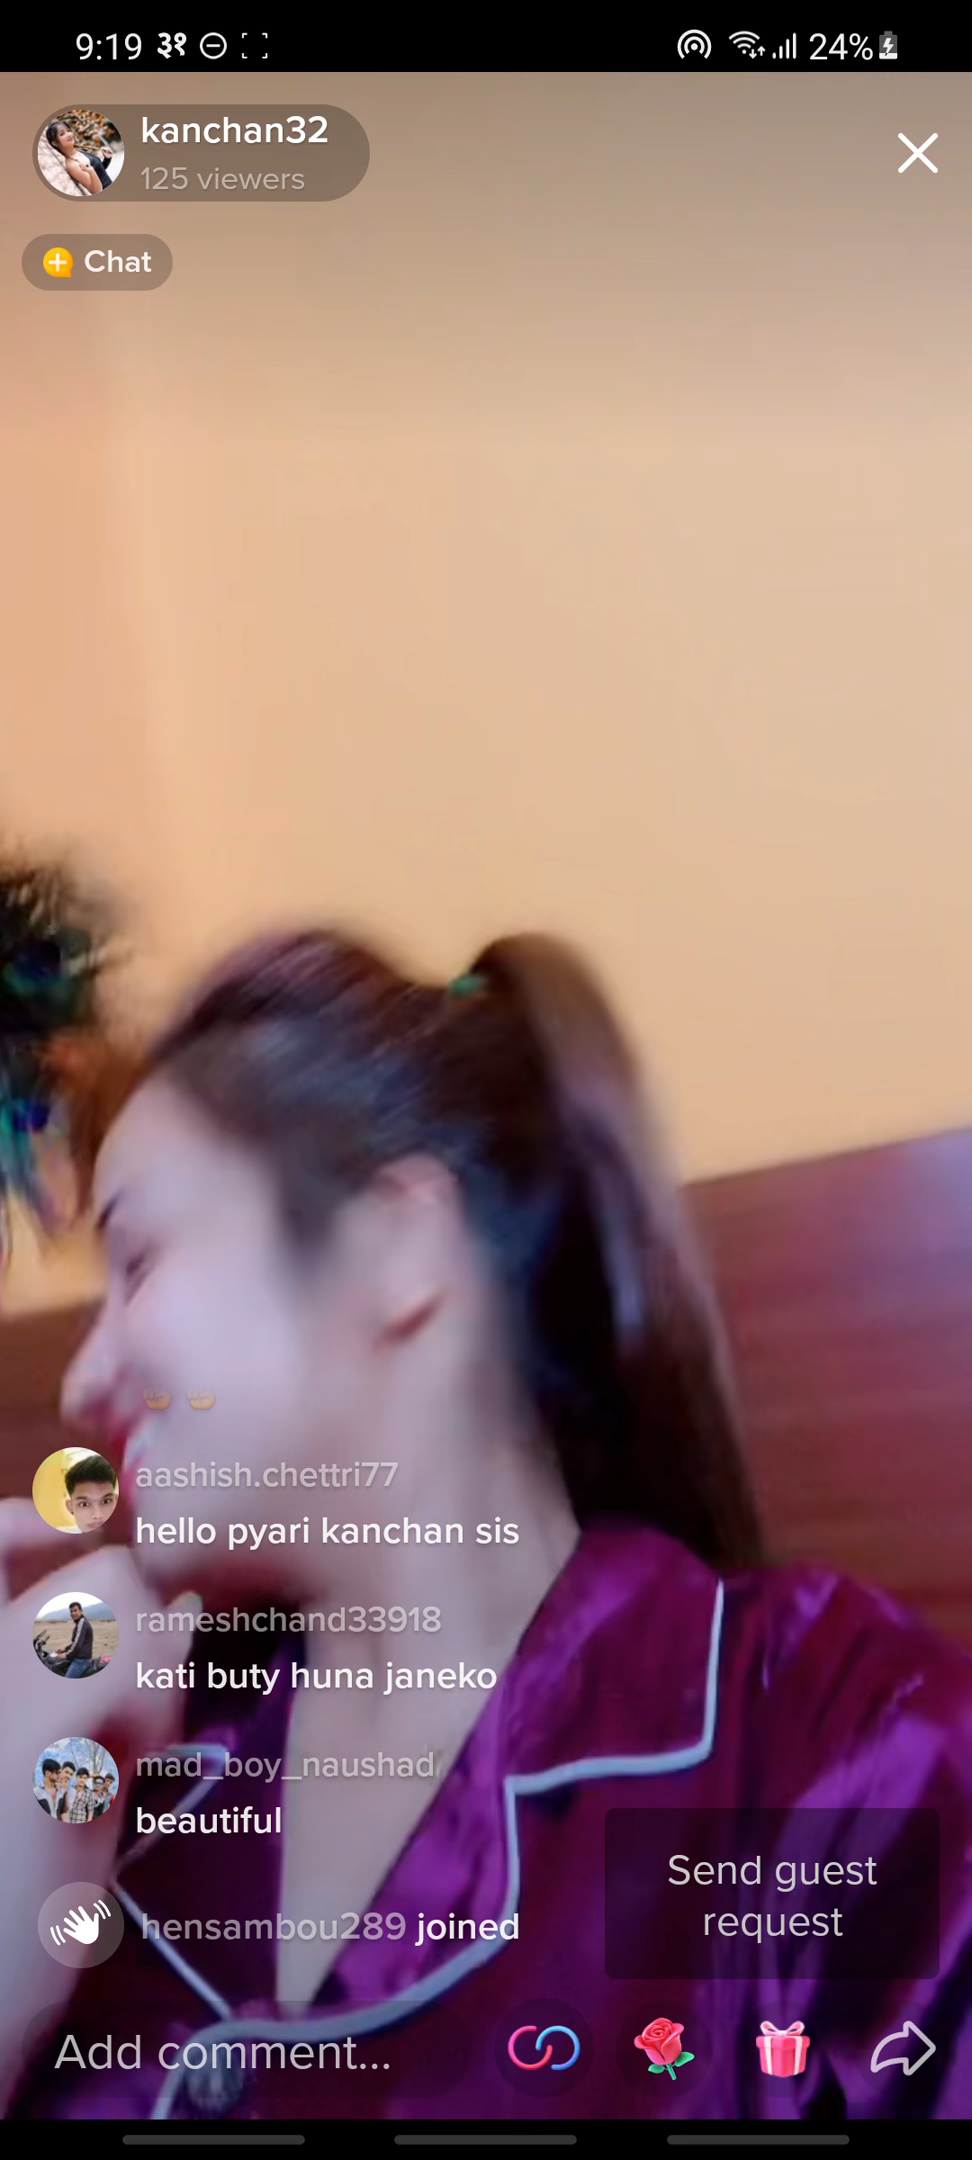 9:19 ३१ 24%
kanchan32
125 viewers
Chat
aashish.chettri77
hello pyari kanchan sis
rameshchand33918
kati buty huna janeko
mad_boy_naushad
beautiful
hensambou289 joined
Send guest
request
Add comment...